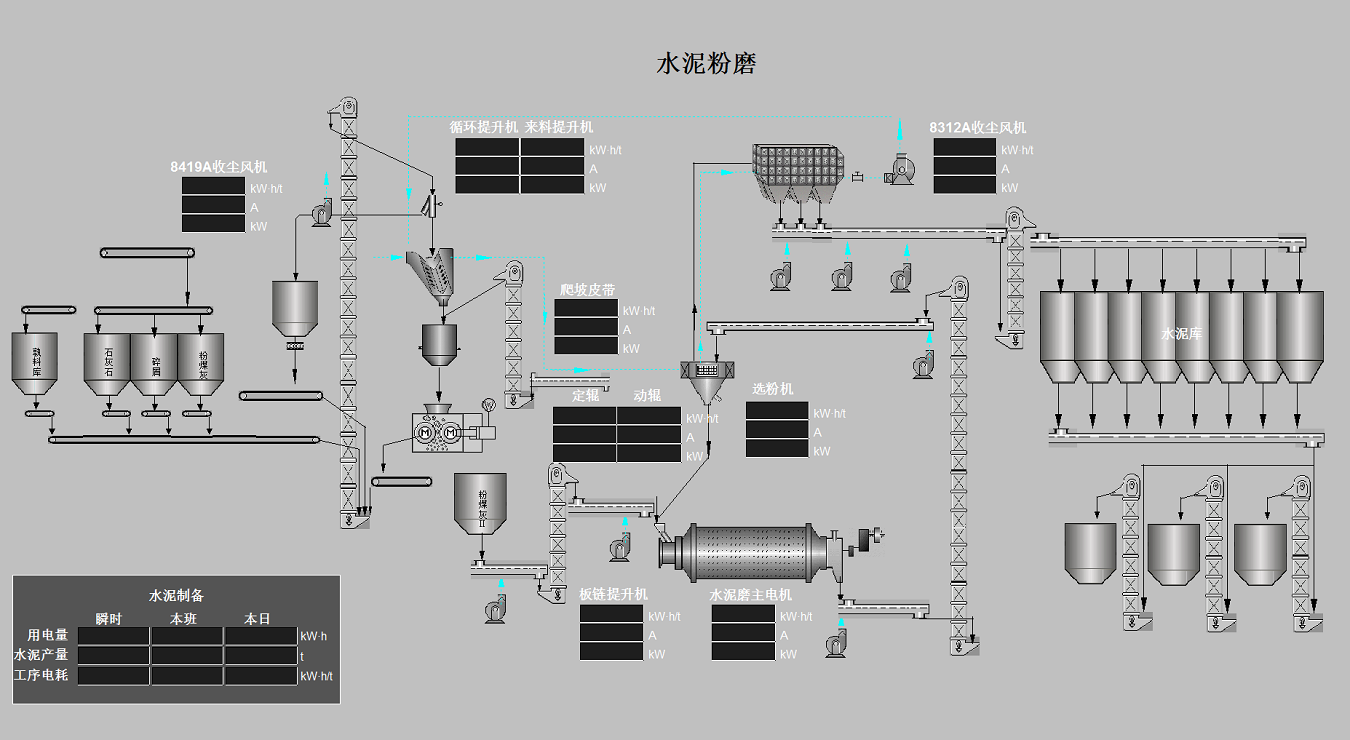 水泥粉磨
循环提升机 来料提升机
kW·h/t
A
kW
8312A收尘风机
kW·h/t
A
kW
8419A收尘风机
kW·h/t
A
kW
爬坡皮带
kW·h/t
A
kW
熟料库
石灰石
碎屑
粉煤灰
水泥库
定辊 动辊
kW·h/t
A
kW
选粉机
kW·h/t
A
kW
W
M
M
粉煤灰II
板链提升机
kW·h/t
A
kW
水泥磨主电机
kW·h/t
A
kW
水泥制备
瞬时 本班 本日
用电量 kW·h
水泥产量 t
工序电耗 kW·h/t